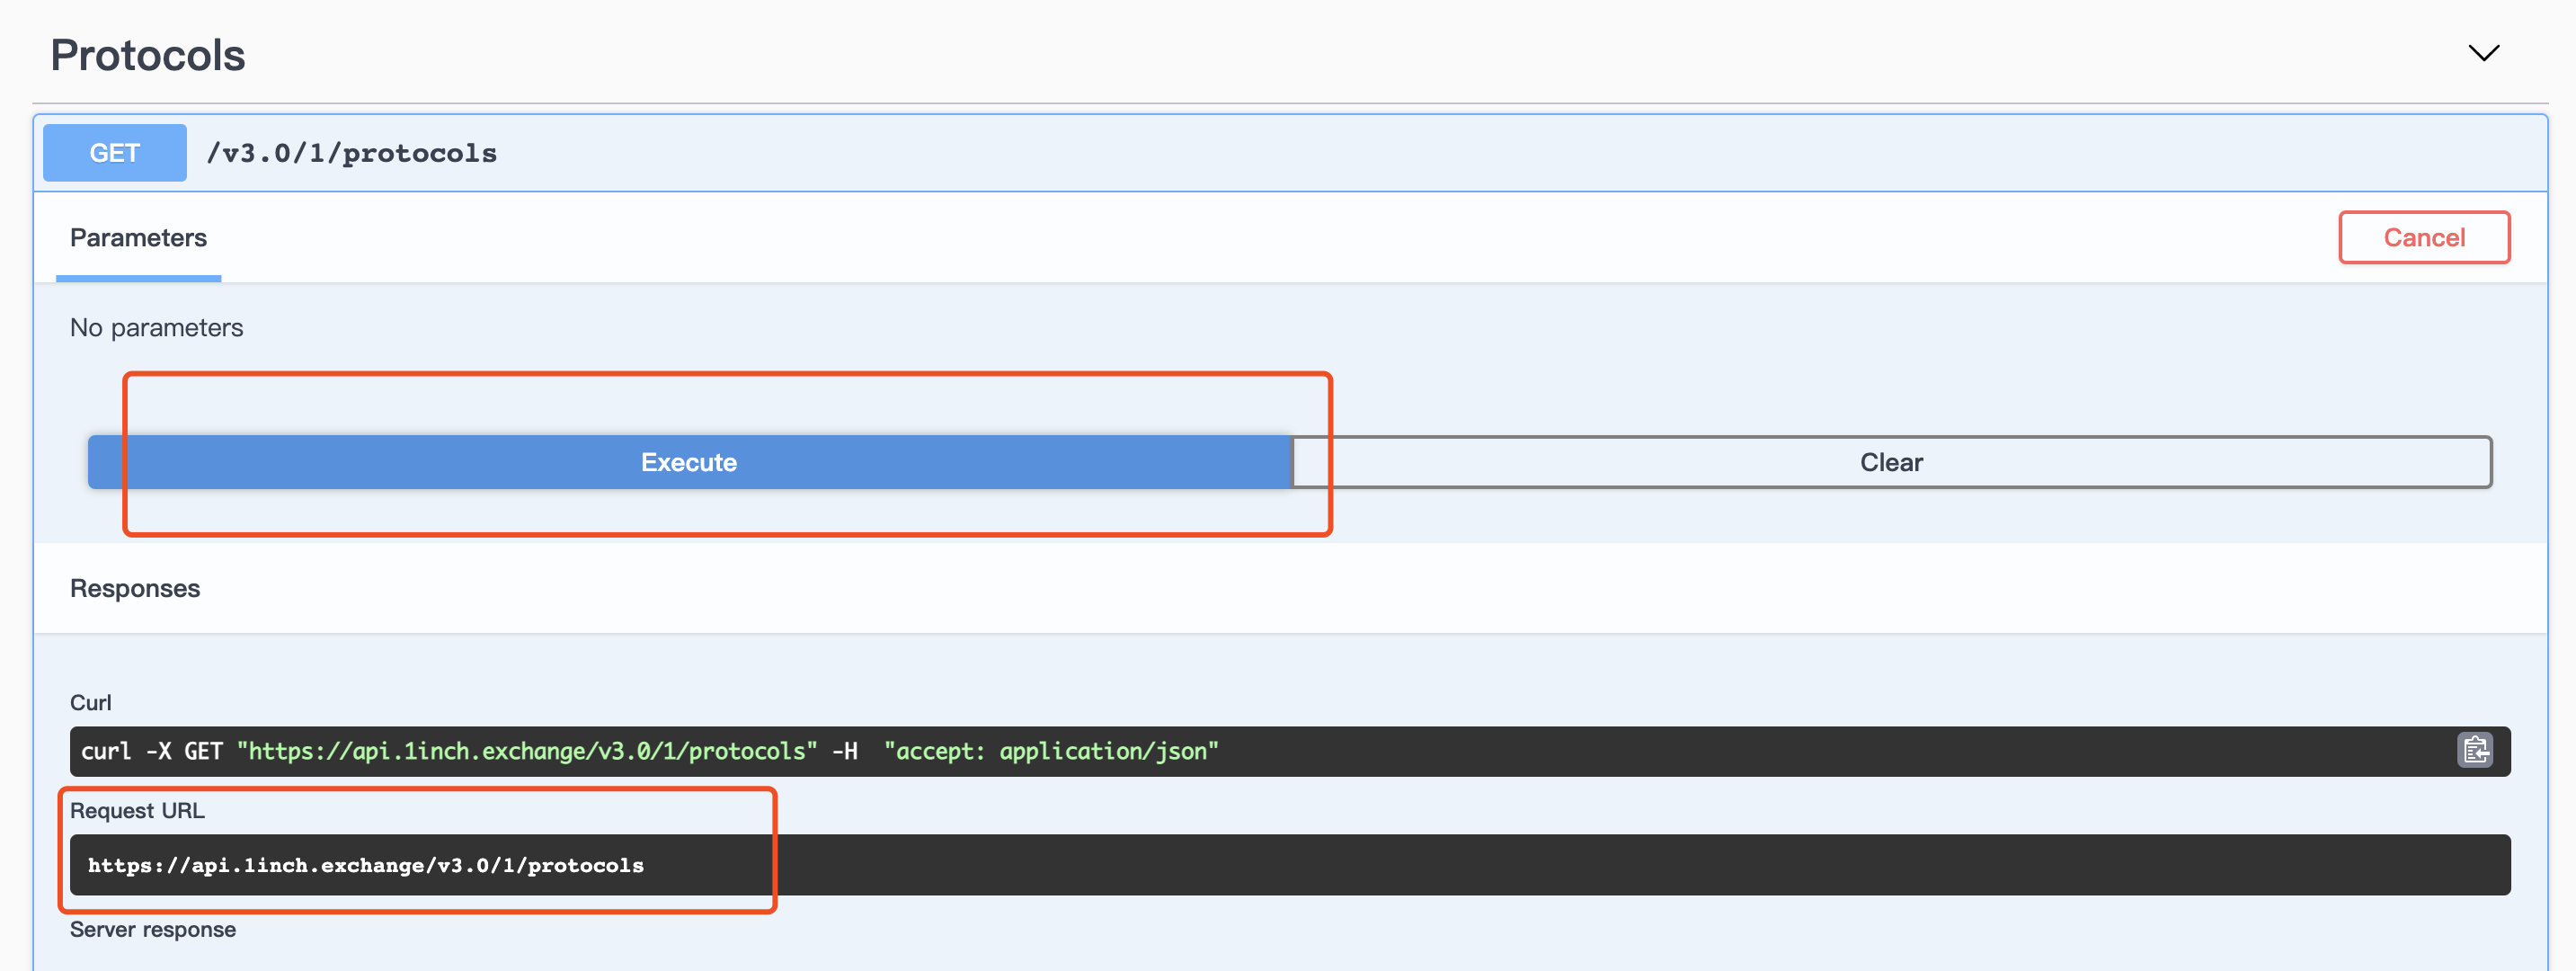 Protocols
GET /v3.0/1/protocols
Parameters Cancel
No parameters
Execute Clear
Responses
Curl
curl -X GET "https://api.1inch.exchange/v3.0/1/protocols" -H  "accept: application/json"
Request URL
https://api.1inch.exchange/v3.0/1/protocols
Server response